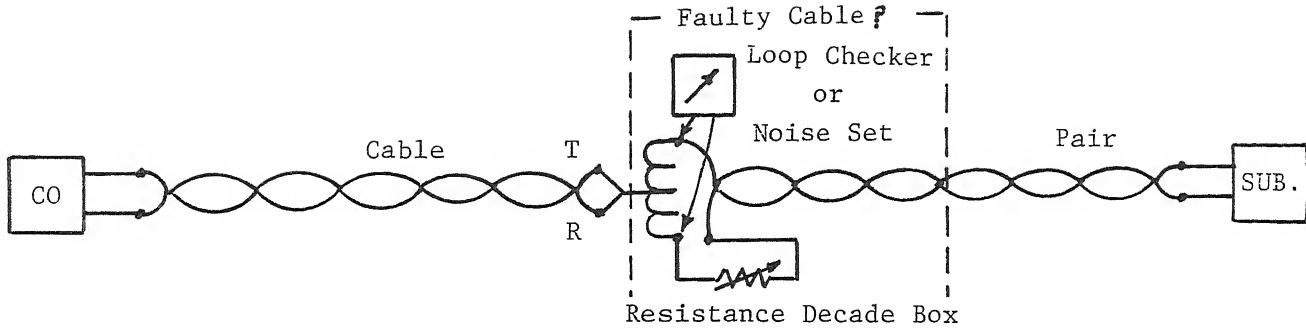 Faulty Cable?
Loop Checker
or
Noise Set
Cable
T
Pair
CO
SUB.
R
Resistance Decade Box